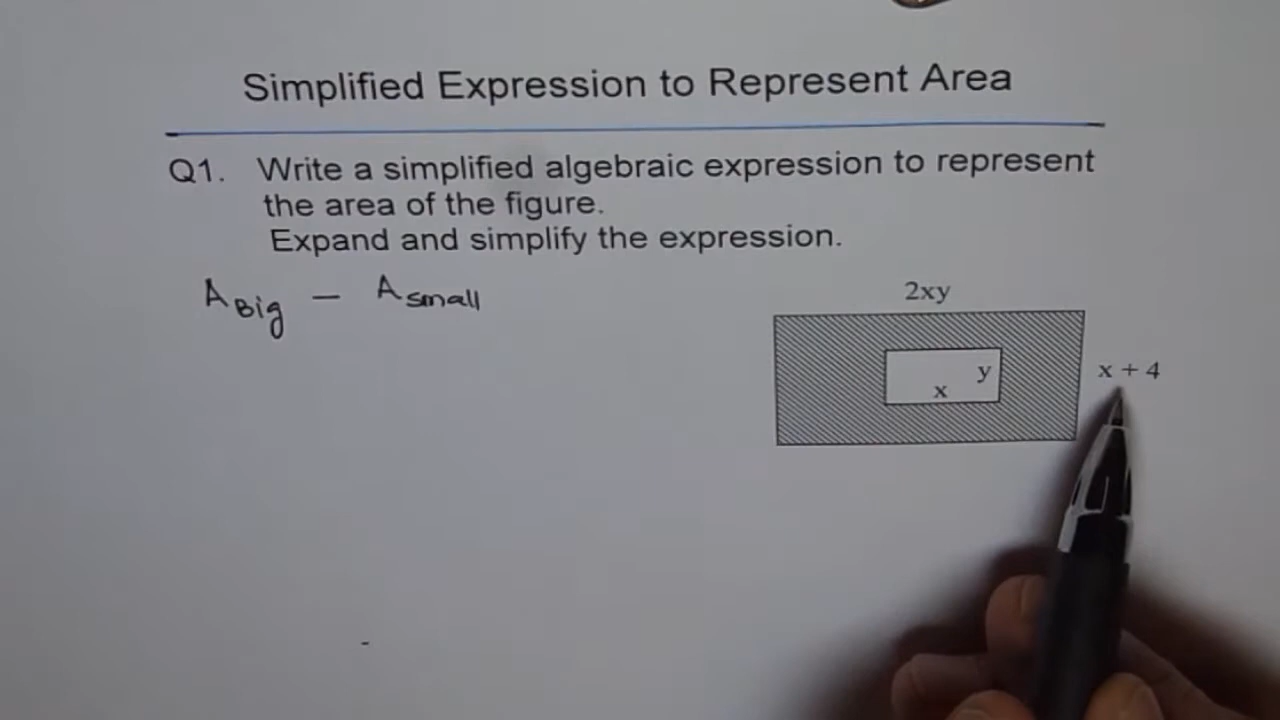 Simplified Expression to Represent Area
Q1. Write a simplified algebraic expression to represent
the area of the figure.
Expand and simplify the expression.
A Big – A small
2xy
x + 4
y
x